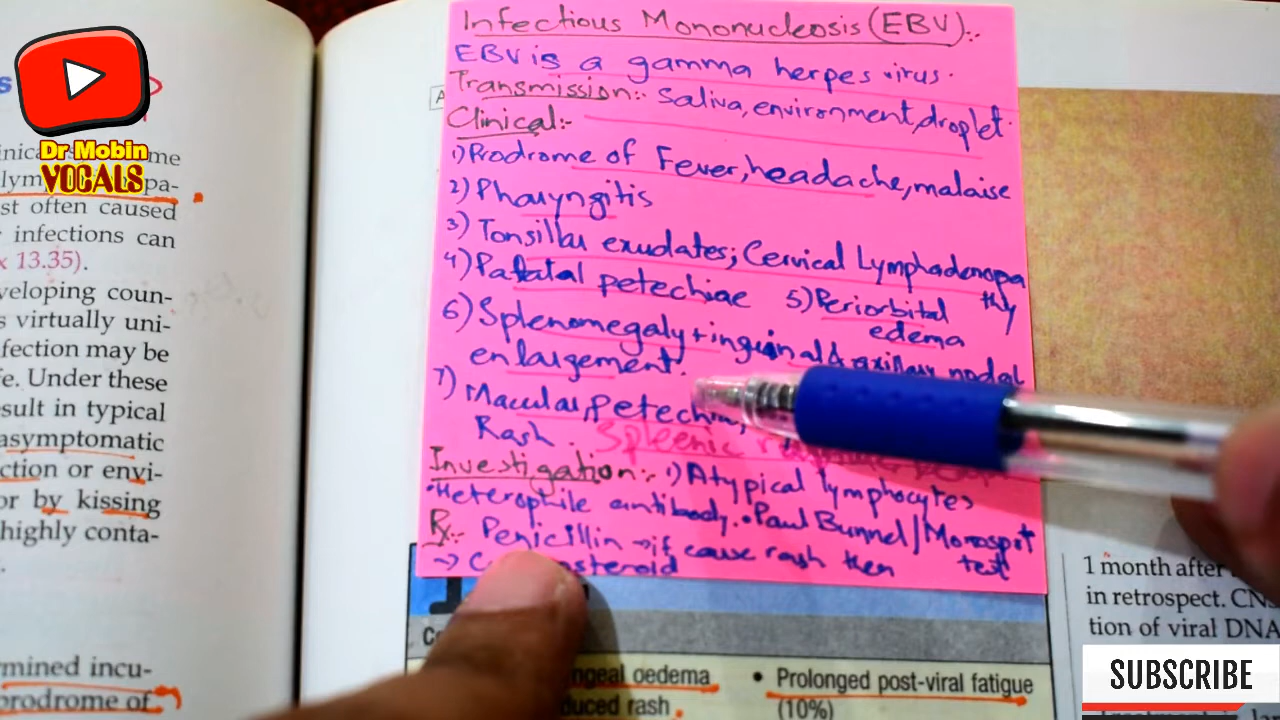 Infectious Mononucleosis (EBV):.
EBV is a gamma herpes virus.
Transmission:- Saliva, environment, droplet.
Clinical:-
1) Prodrome of Fever, headache, malaise
2) Pharyngitis
3) Tonsillar exudates; Cervical Lymphadenopa
thy
4) Palatal petechiae 5) Periorbital
edema
6) Splenomegaly + inguinal & axillary nodal
enlargement.
7) Macular, petechial,
Rash.
Spleenic
Investigation:- 1) Atypical lymphocytes
•Heterophile antibody. • Paul Bunnel/Monospot
test
Rx:- Penicillin → if cause rash then
→
Dr Mobin
VOCALS
me
pa-
st often caused
infections can
x 13.35).
veloping coun-
s virtually uni-
fection may be
fe. Under these
sult in typical
asymptomatic
ction or envi-
or by kissing
highly conta-
rmined incu-
prodrome of
ngeal oedema
duced rash
• Prolonged post-viral fatigue
(10%)
1 month after
in retrospect. CNS
tion of viral DNA
SUBSCRIBE